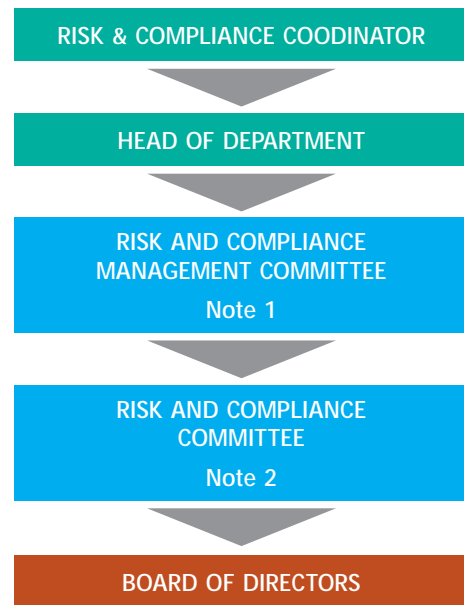 RISK & COMPLIANCE COODINATOR
HEAD OF DEPARTMENT
RISK AND COMPLIANCE
MANAGEMENT COMMITTEE
Note 1
RISK AND COMPLIANCE
COMMITTEE
Note 2
BOARD OF DIRECTORS